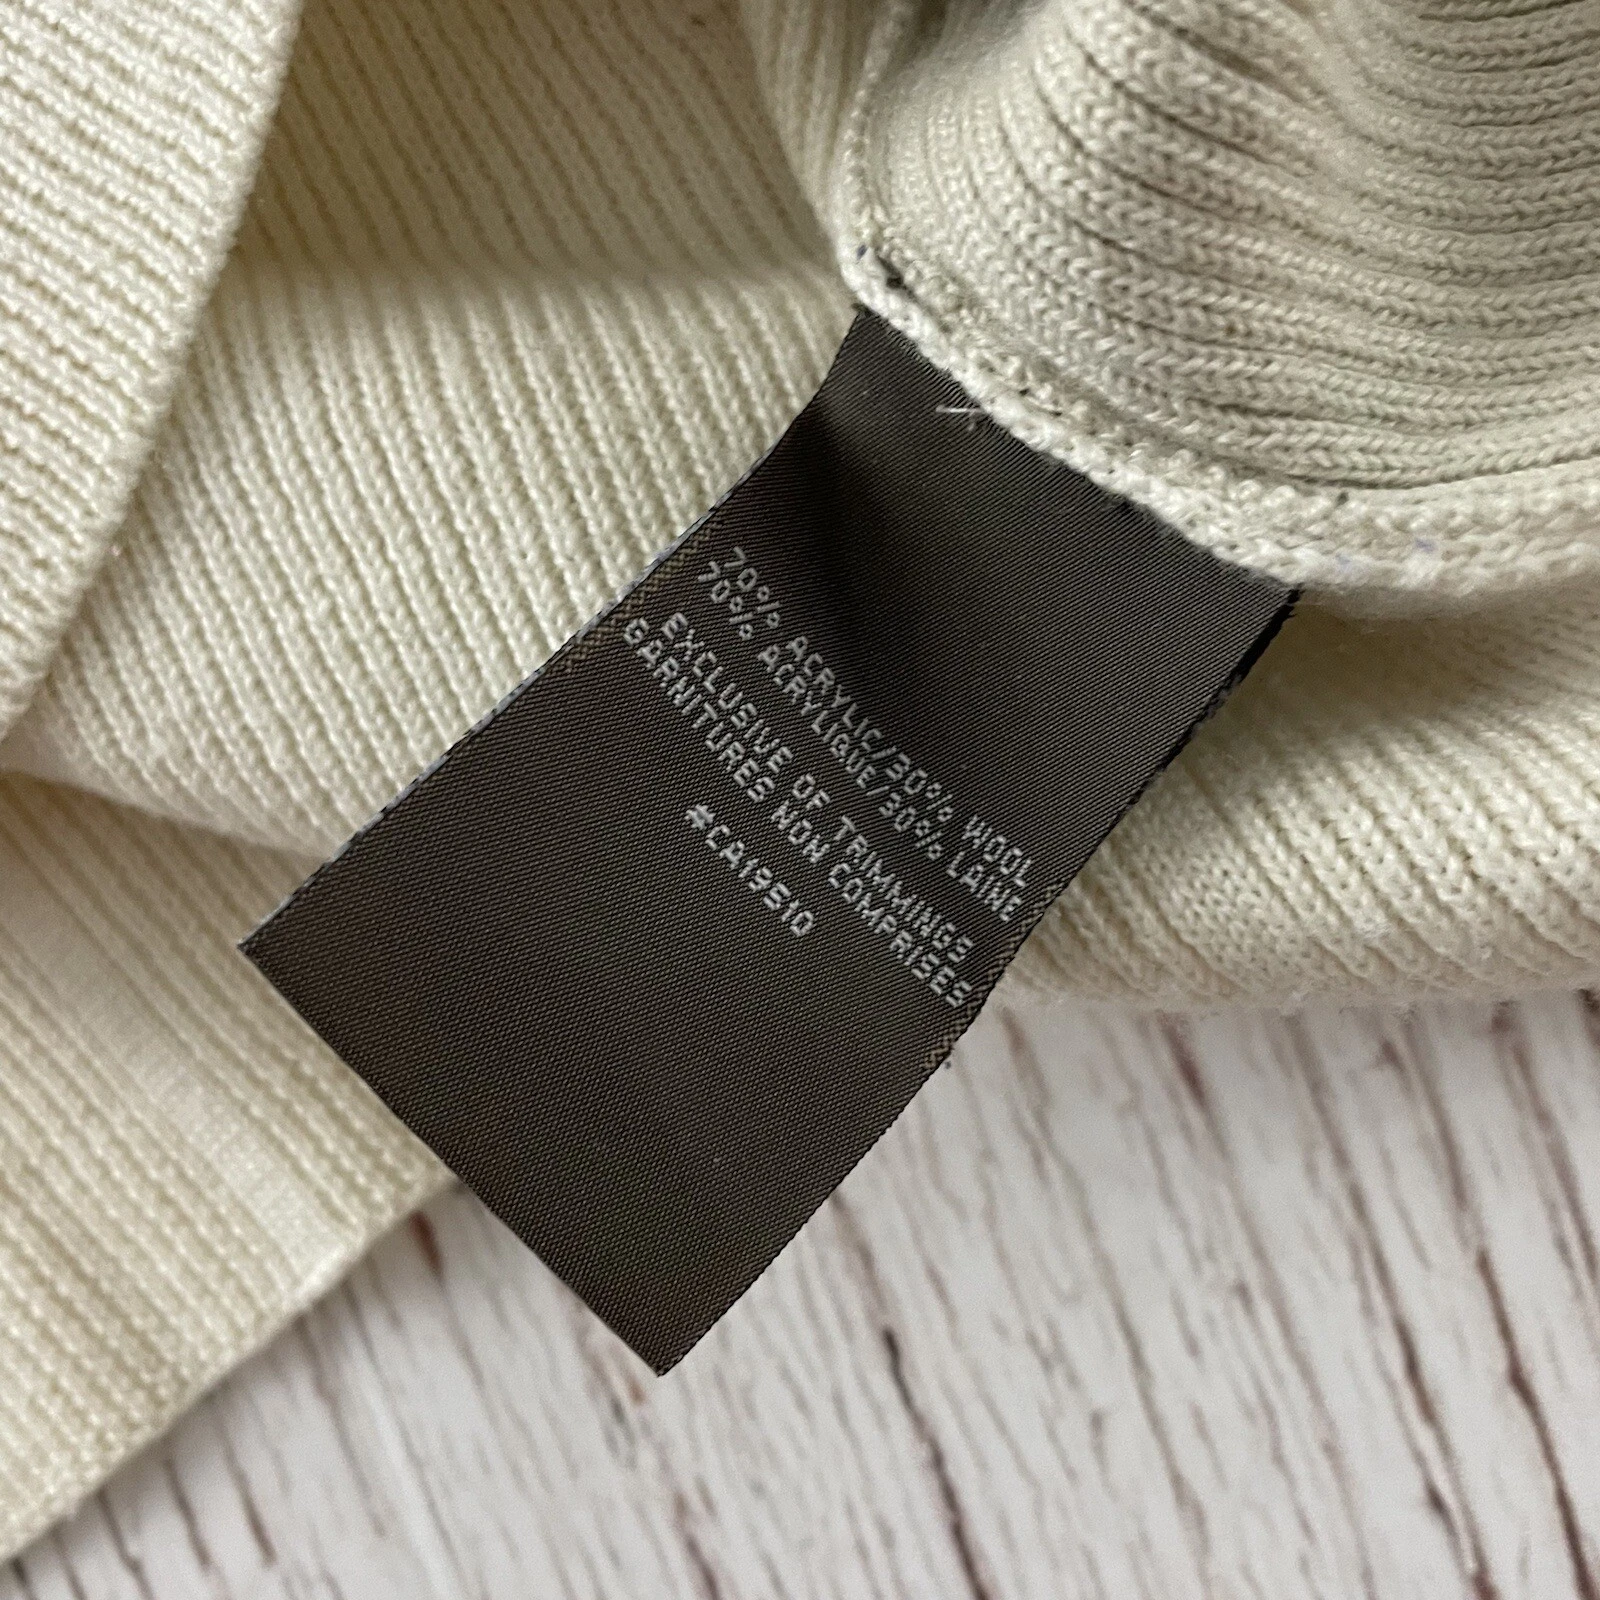 70% ACRYLIC/30% WOOL
70% ACRYLIQUE/30% LAINE
EXCLUSIVE OF TRIMMINGS
GARNITURES NON COMPRISES
#CA19510